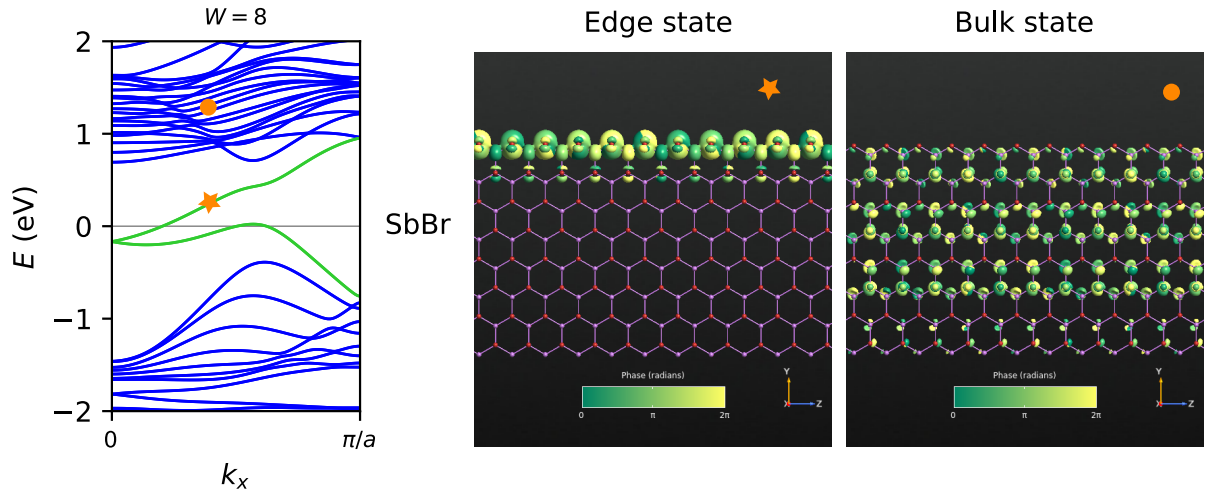 W = 8
Edge state
Bulk state
2
1
0
−1
−2
E (eV)
0
π/a
k_x
SbBr
Phase (radians)
0
π
2π
Y
X
Z
Phase (radians)
0
π
2π
Y
X
Z